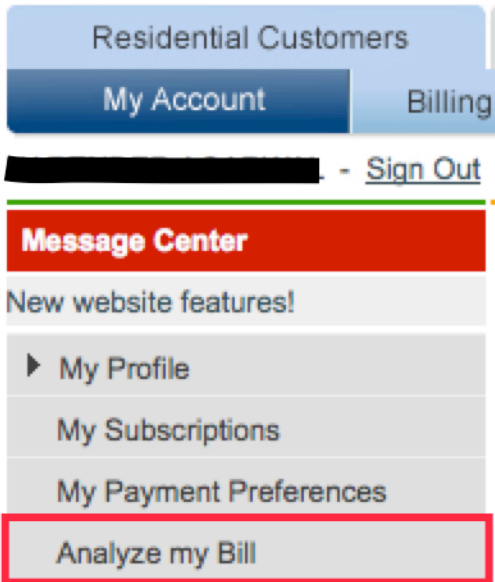 Residential Customers
My Account Billing
- Sign Out
Message Center
New website features!
My Profile
My Subscriptions
My Payment Preferences
Analyze my Bill